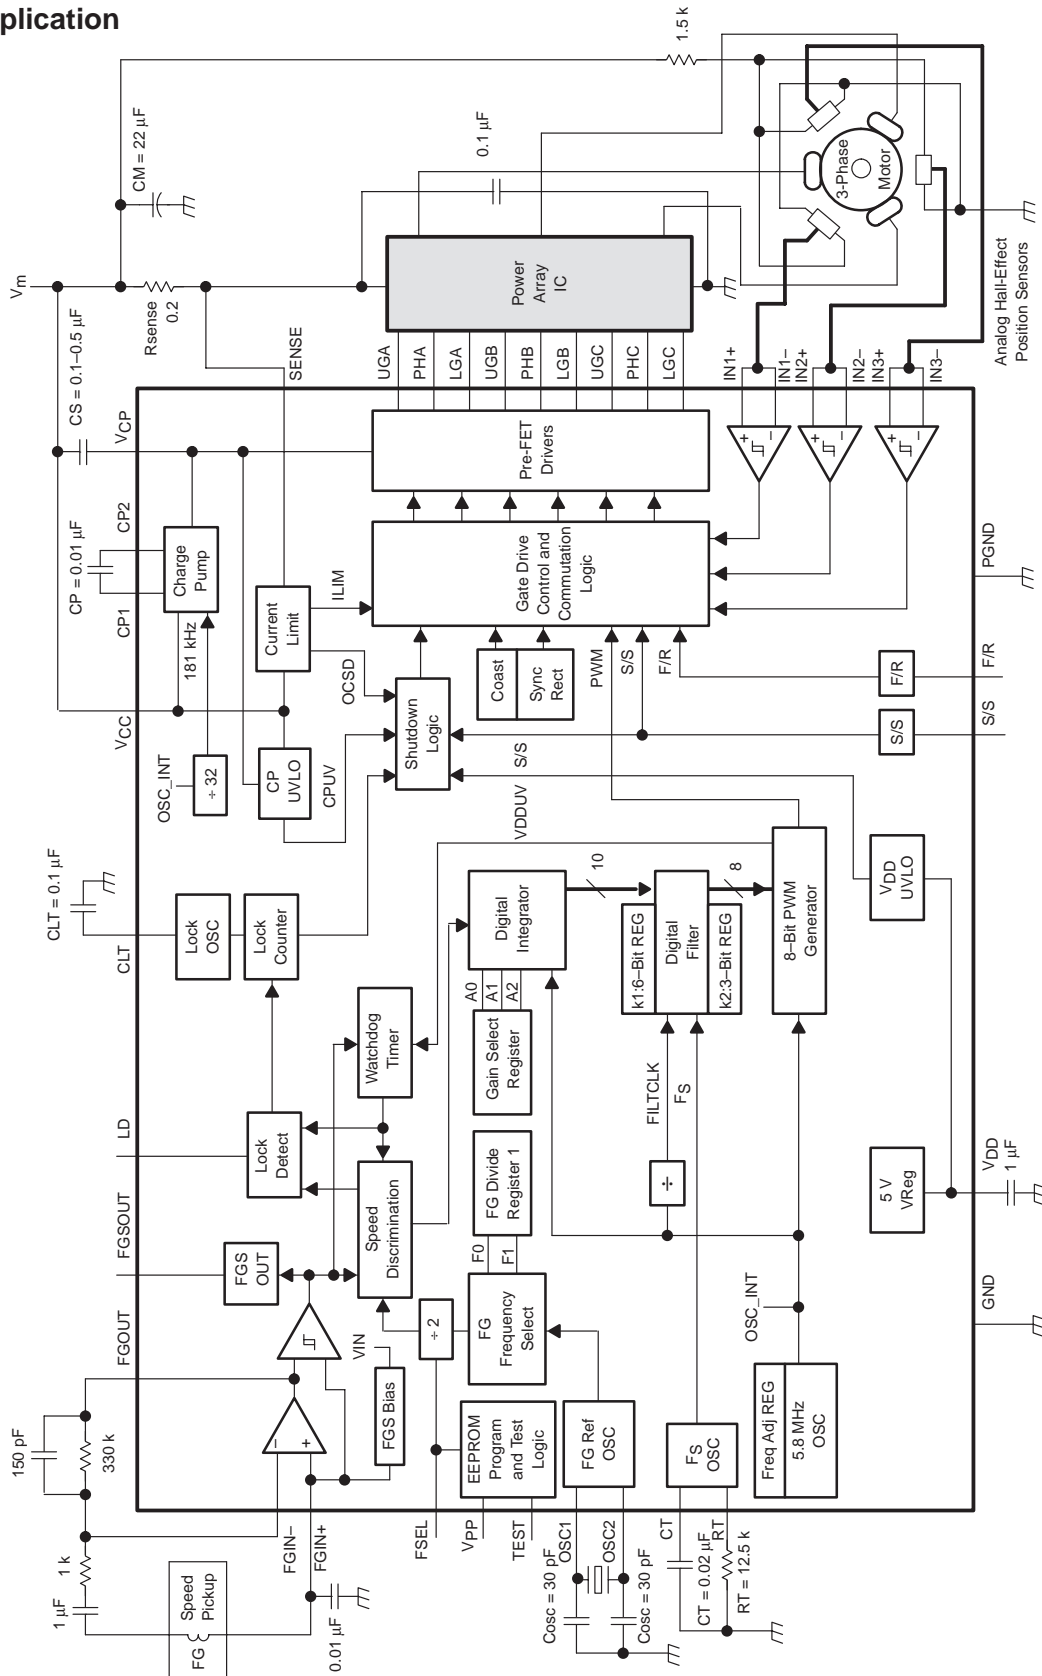 plication
Vm
CM = 22 µF
1.5 k
0.1 µF
Rsense
0.2
CS = 0.1–0.5 µF
CP = 0.01 µF
SENSE
Power
Array
IC
3-Phase
Motor
Analog Hall-Effect
Position Sensors
UGA
PHA
LGA
UGB
PHB
LGB
UGC
PHC
LGC
IN1+
IN1–
IN2+
IN2–
IN3+
IN3–
+
–
+
–
+
–
VCP
CP2
CP1
VCC
Charge
Pump
181 kHz
Current
Limit
ILIM
OCSD
Pre-FET
Drivers
Gate Drive
Control and
Commutation
Logic
PGND
Coast
Sync
Rect
PWM
S/S
F/R
F/R
F/R
S/S
S/S
OSC_INT
÷ 32
CP
UVLO
CPUV
Shutdown
Logic
S/S
VDDUV
CLT = 0.1 µF
CLT
Lock
OSC
Lock
Counter
Watchdog
Timer
Digital
Integrator
10
A0
A1
A2
Gain Select
Register
k1:6–Bit REG
Digital
Filter
k2:3–Bit REG
8
8–Bit PWM
Generator
VDD
UVLO
LD
Lock
Detect
Speed
Discrimination
FG Divide
Register 1
F0
F1
FILTCLK
FS
÷
5 V
VReg
VDD
1 µF
FGSOUT
FGS
OUT
FGOUT
VIN
÷ 2
FG
Frequency
Select
OSC_INT
GND
150 pF
330 k
–
+
FGS Bias
EEPROM
Program
and Test
Logic
FG Ref
OSC
FS
OSC
Freq Adj REG
5.8 MHz
OSC
1 µF
1 k
Speed
Pickup
FG
0.01 µF
FGIN–
FGIN+
FSEL
VPP
TEST
OSC1
OSC2
Cosc = 30 pF
Cosc = 30 pF
CT
RT
CT = 0.02 µF
RT = 12.5 k